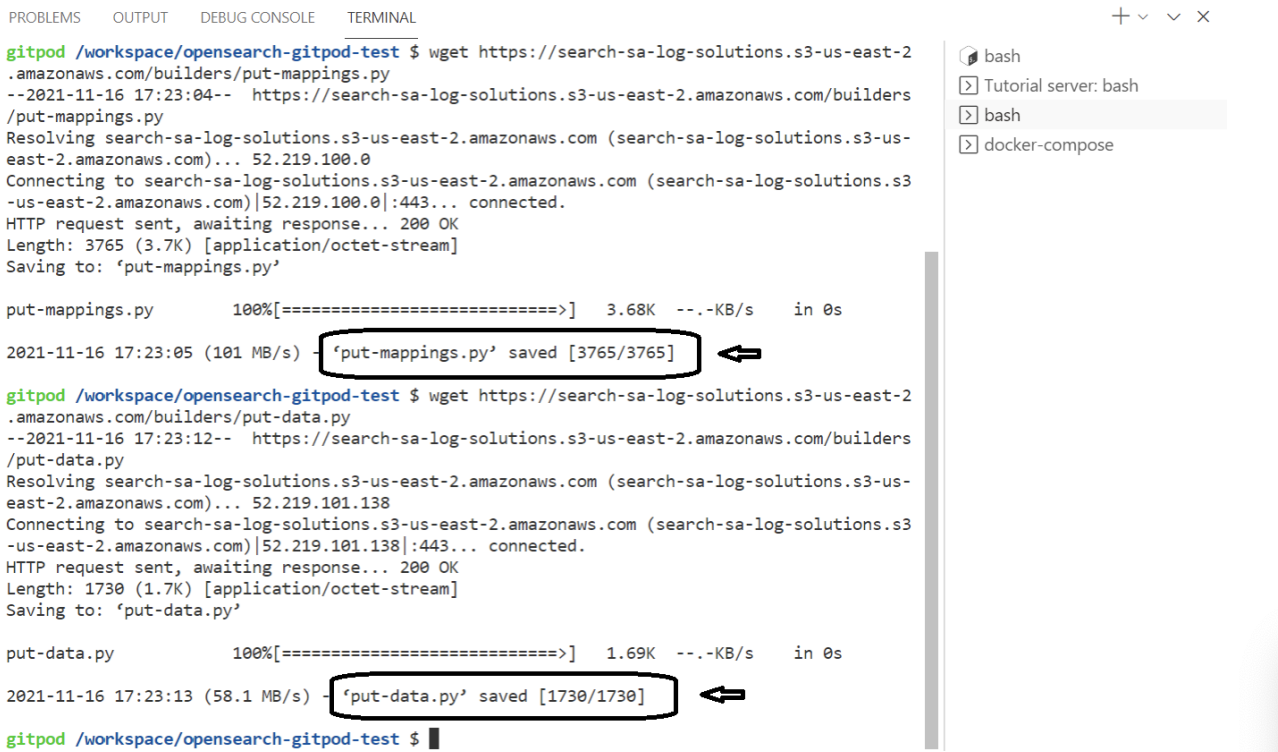 PROBLEMS OUTPUT DEBUG CONSOLE TERMINAL
gitpod /workspace/opensearch-gitpod-test $ wget https://search-sa-log-solutions.s3-us-east-2
.amazonaws.com/builders/put-mappings.py
--2021-11-16 17:23:04-- https://search-sa-log-solutions.s3-us-east-2.amazonaws.com/builders
/put-mappings.py
Resolving search-sa-log-solutions.s3-us-east-2.amazonaws.com (search-sa-log-solutions.s3-us-
east-2.amazonaws.com)... 52.219.100.0
Connecting to search-sa-log-solutions.s3-us-east-2.amazonaws.com (search-sa-log-solutions.s3
-us-east-2.amazonaws.com)|52.219.100.0|:443... connected.
HTTP request sent, awaiting response... 200 OK
Length: 3765 (3.7K) [application/octet-stream]
Saving to: ‘put-mappings.py’
put-mappings.py 100%[============================>] 3.68K --.-KB/s in 0s
2021-11-16 17:23:05 (101 MB/s) - ‘put-mappings.py’ saved [3765/3765]
gitpod /workspace/opensearch-gitpod-test $ wget https://search-sa-log-solutions.s3-us-east-2
.amazonaws.com/builders/put-data.py
--2021-11-16 17:23:12-- https://search-sa-log-solutions.s3-us-east-2.amazonaws.com/builders
/put-data.py
Resolving search-sa-log-solutions.s3-us-east-2.amazonaws.com (search-sa-log-solutions.s3-us-
east-2.amazonaws.com)... 52.219.101.138
Connecting to search-sa-log-solutions.s3-us-east-2.amazonaws.com (search-sa-log-solutions.s3
-us-east-2.amazonaws.com)|52.219.101.138|:443... connected.
HTTP request sent, awaiting response... 200 OK
Length: 1730 (1.7K) [application/octet-stream]
Saving to: ‘put-data.py’
put-data.py 100%[============================>] 1.69K --.-KB/s in 0s
2021-11-16 17:23:13 (58.1 MB/s) - ‘put-data.py’ saved [1730/1730]
gitpod /workspace/opensearch-gitpod-test $
bash
Tutorial server: bash
bash
docker-compose